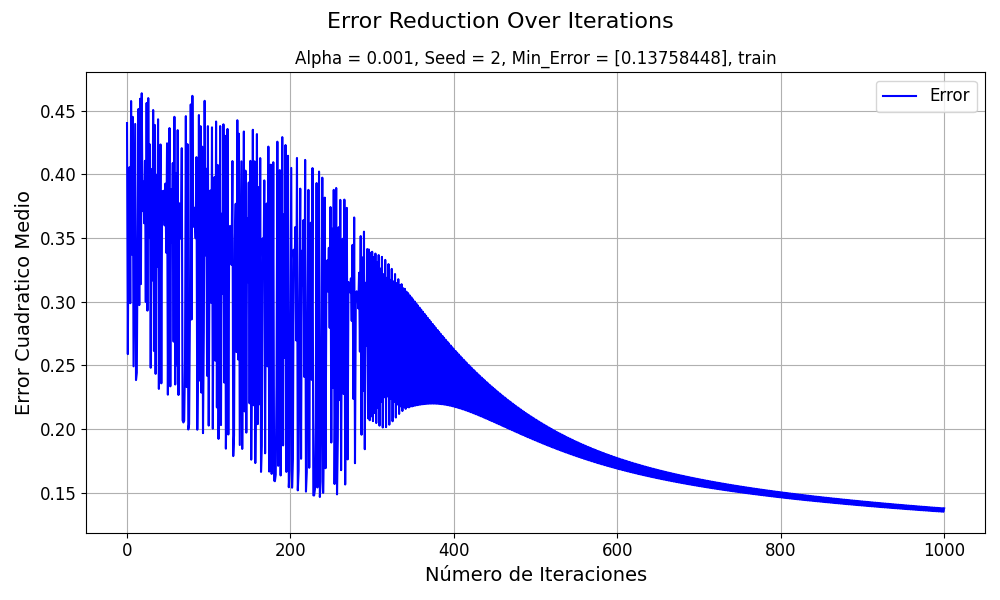 Error Reduction Over Iterations
Alpha = 0.001, Seed = 2, Min_Error = [0.13758448], train
Error
Error Cuadratico Medio
0.45
0.40
0.35
0.30
0.25
0.20
0.15
0 200 400 600 800 1000
Número de Iteraciones